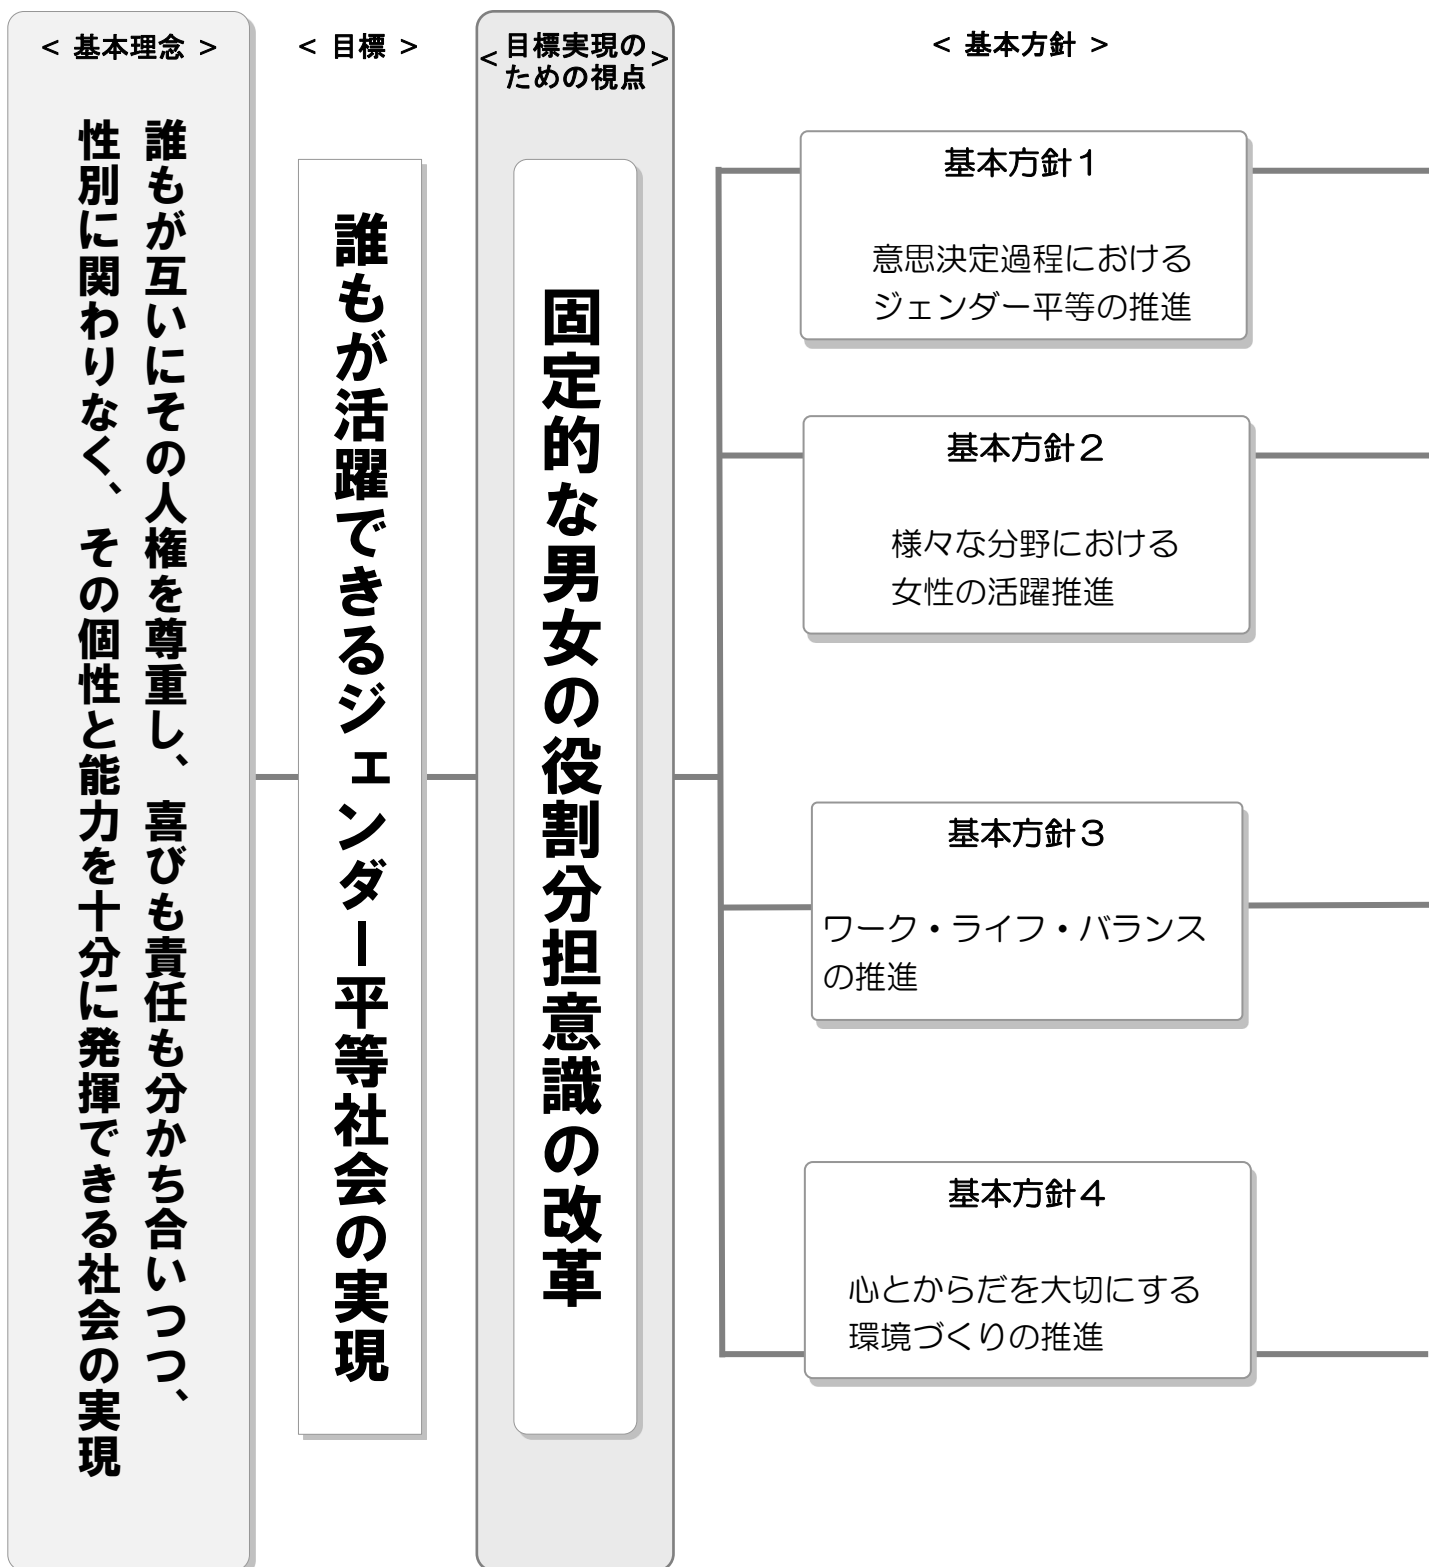 < 基本理念 >
誰もが互いにその人権を尊重し、喜びも責任も分かち合いつつ、
性別に関わりなく、その個性と能力を十分に発揮できる社会の実現
< 目標 >
誰もが活躍できるジェンダー平等社会の実現
< 目標実現の
ための視点 >
固定的な男女の役割分担意識の改革
< 基本方針 >
基本方針１
意思決定過程における
ジェンダー平等の推進
基本方針２
様々な分野における
女性の活躍推進
基本方針３
ワーク・ライフ・バランス
の推進
基本方針４
心とからだを大切にする
環境づくりの推進